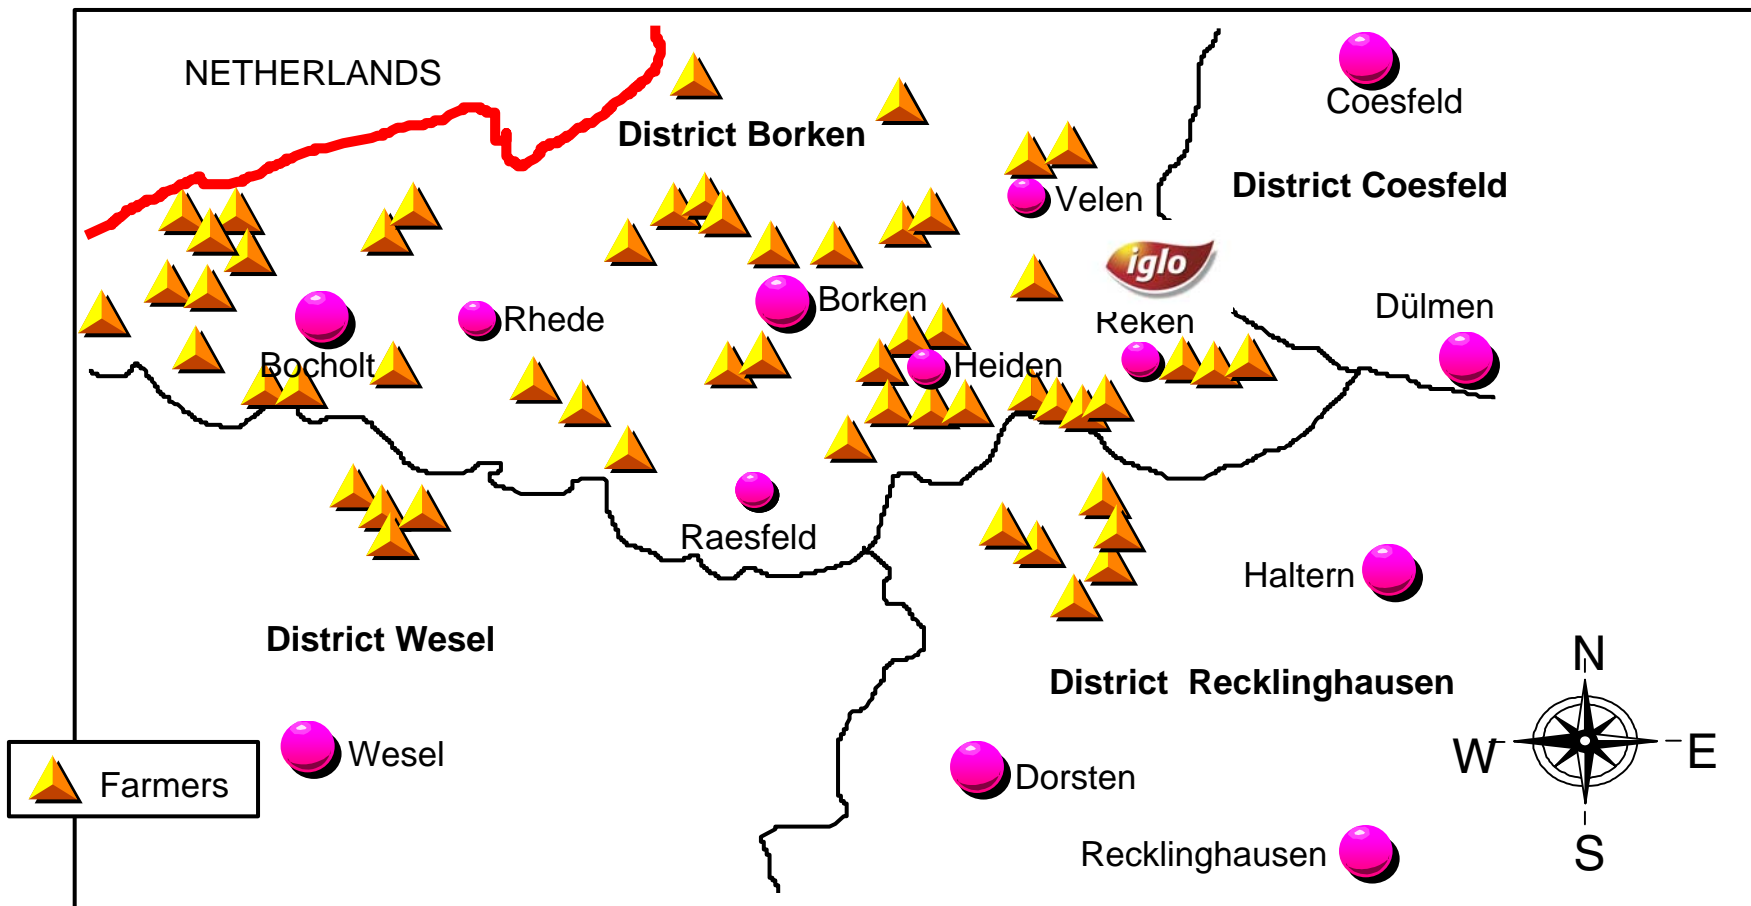 NETHERLANDS
Coesfeld
District Borken
District Coesfeld
Velen
iglo
Borken
Rhede
Reken
Dülmen
Bocholt
Heiden
Raesfeld
Haltern
District Wesel
District Recklinghausen
N
W
E
S
Wesel
Farmers
Dorsten
Recklinghausen